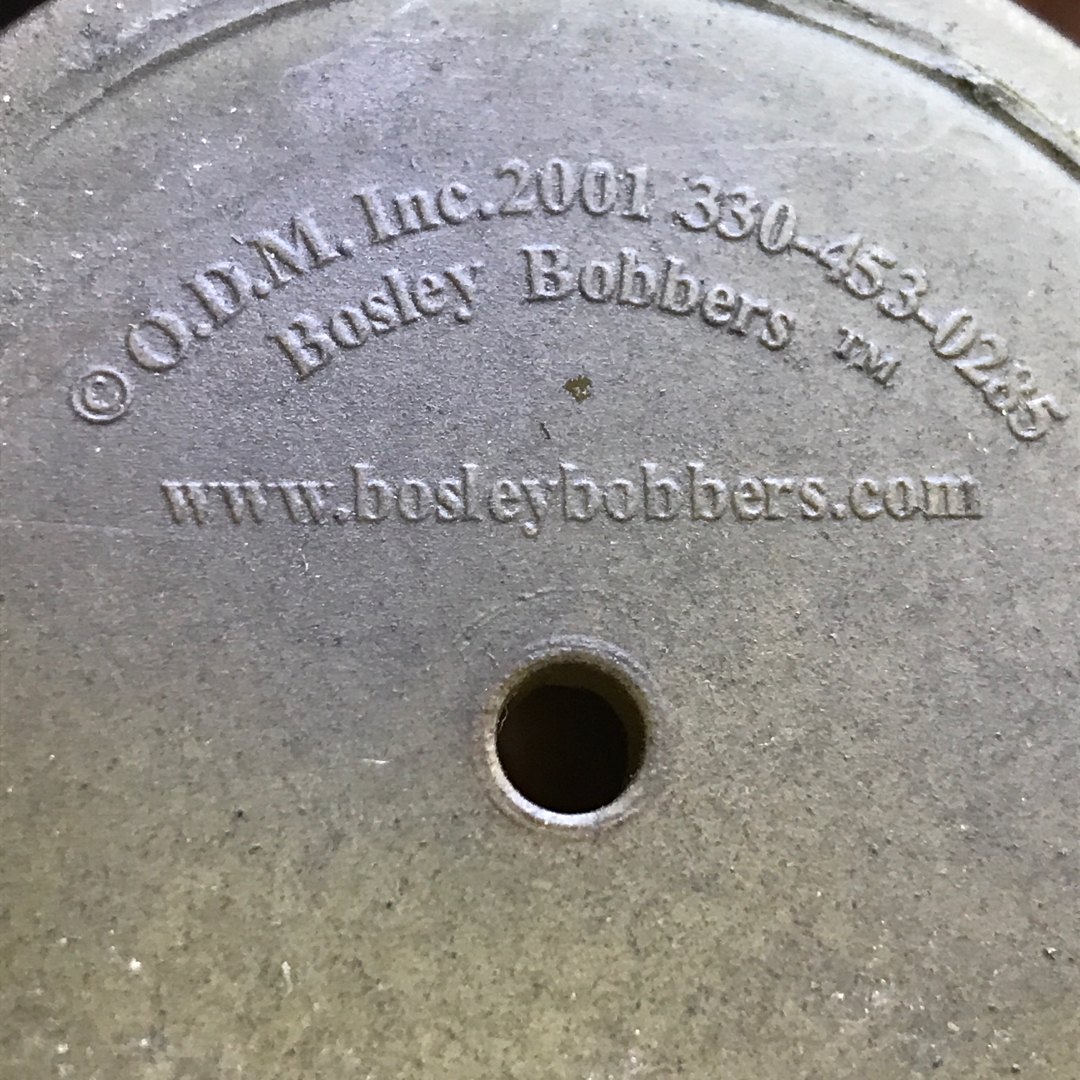 © O.D.M. Inc.2001 330-453-0285
Bosley Bobbers ™
www.bosleybobbers.com